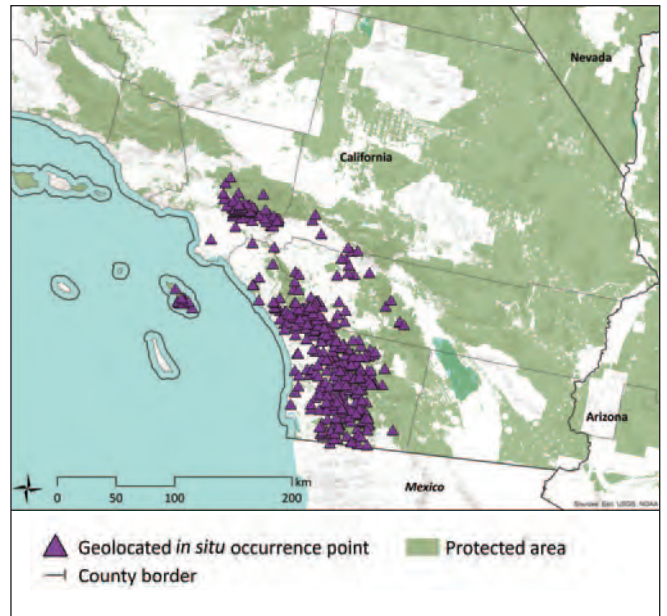 Nevada
California
Arizona
km
0 50 100 200
Mexico
Sources: Esri, USGS, NOAA
Geolocated in situ occurrence point
Protected area
County border